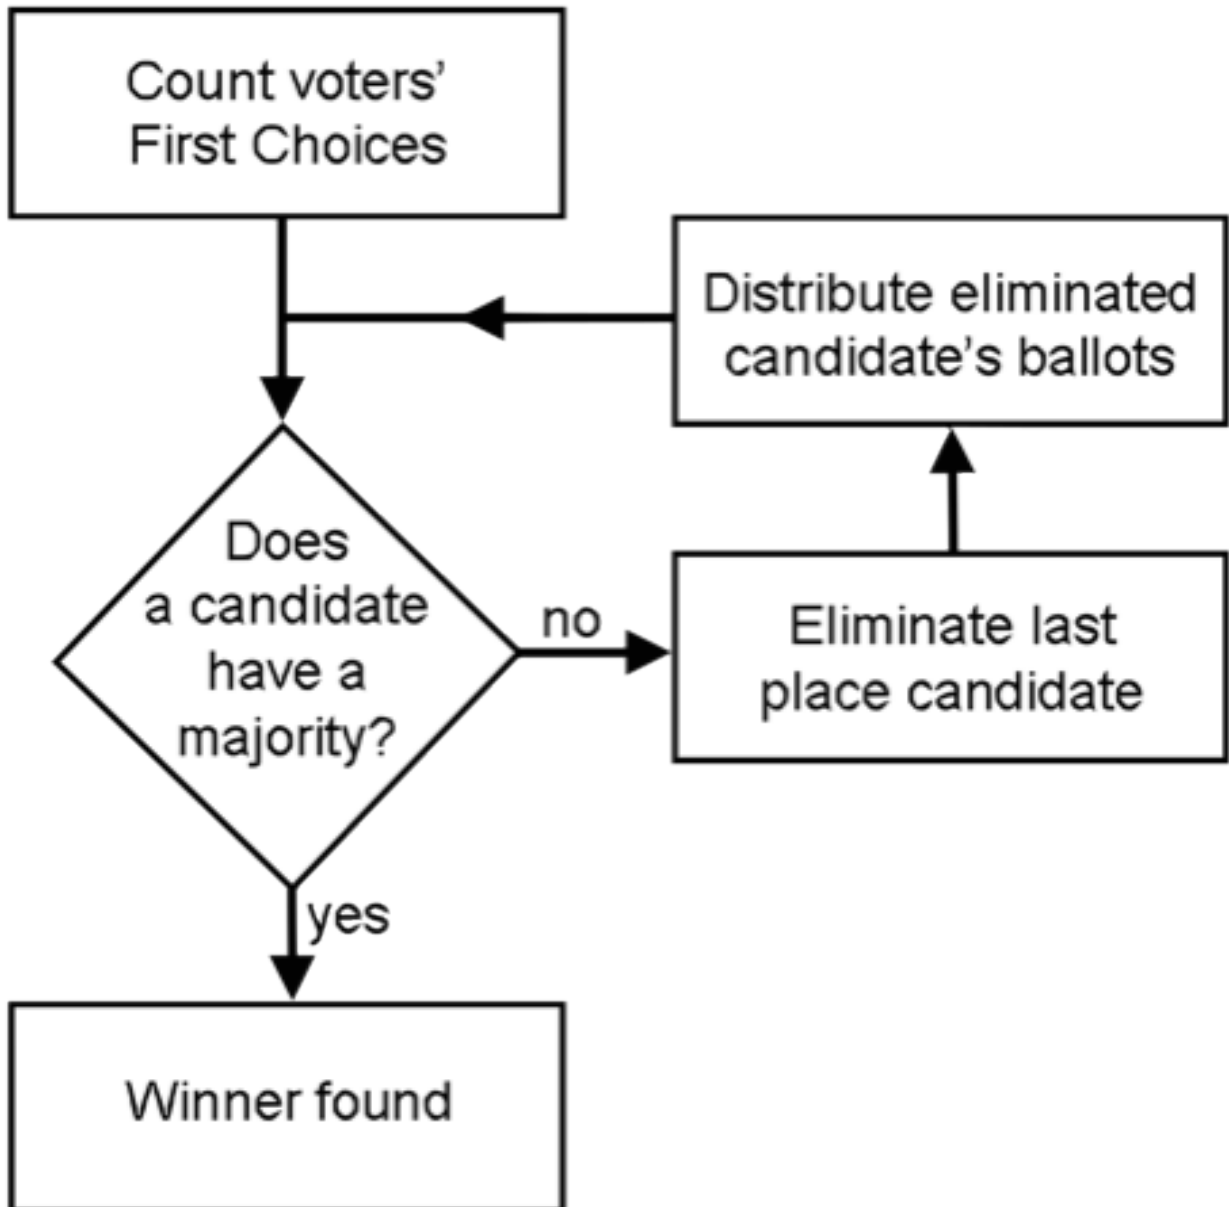 Count voters’
First Choices
Distribute eliminated
candidate’s ballots
Does
a candidate
have a
majority?
no
Eliminate last
place candidate
yes
Winner found